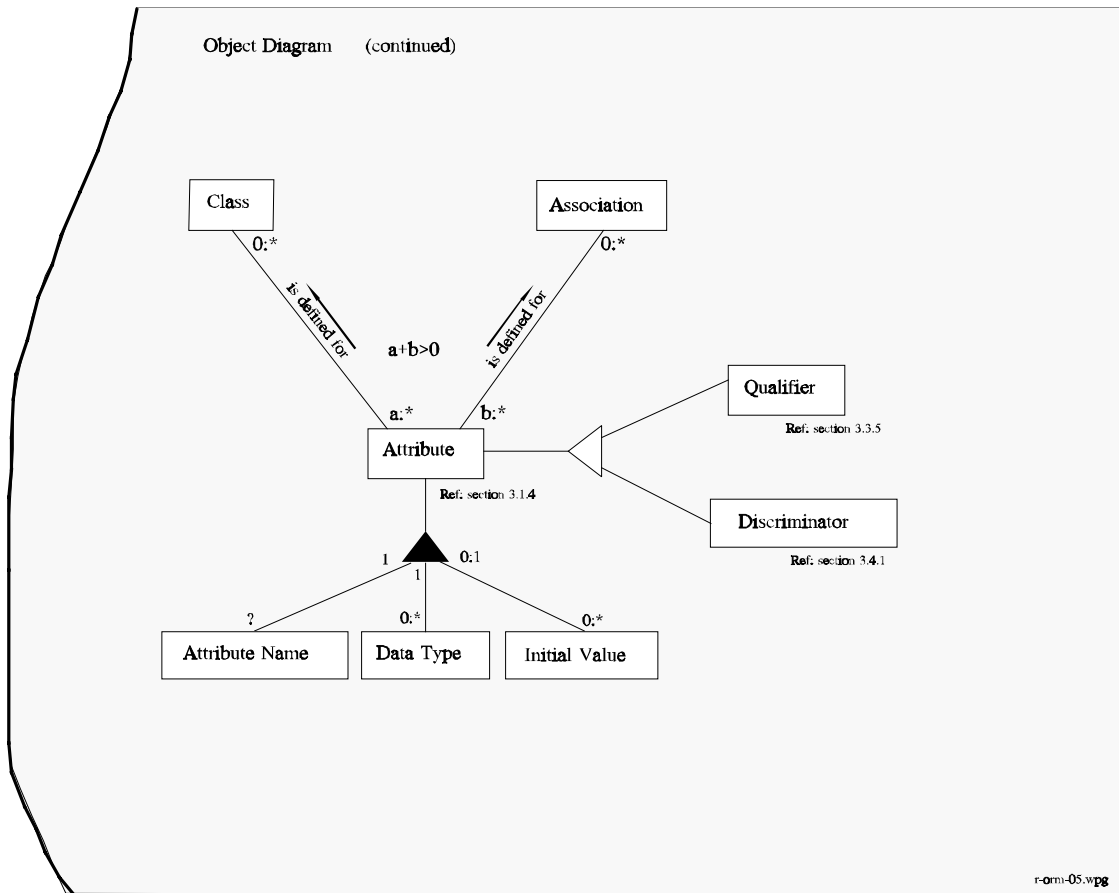 Object Diagram (continued)
Class
Association
0:*
0:*
is defined for
is defined for
a+b>0
Qualifier
Ref: section 3.3.5
a:*
b:*
Attribute
Ref: section 3.1.4
Discriminator
Ref: section 3.4.1
1
1
0:1
?
0:*
0:*
Attribute Name
Data Type
Initial Value
r-orm-05.wpg